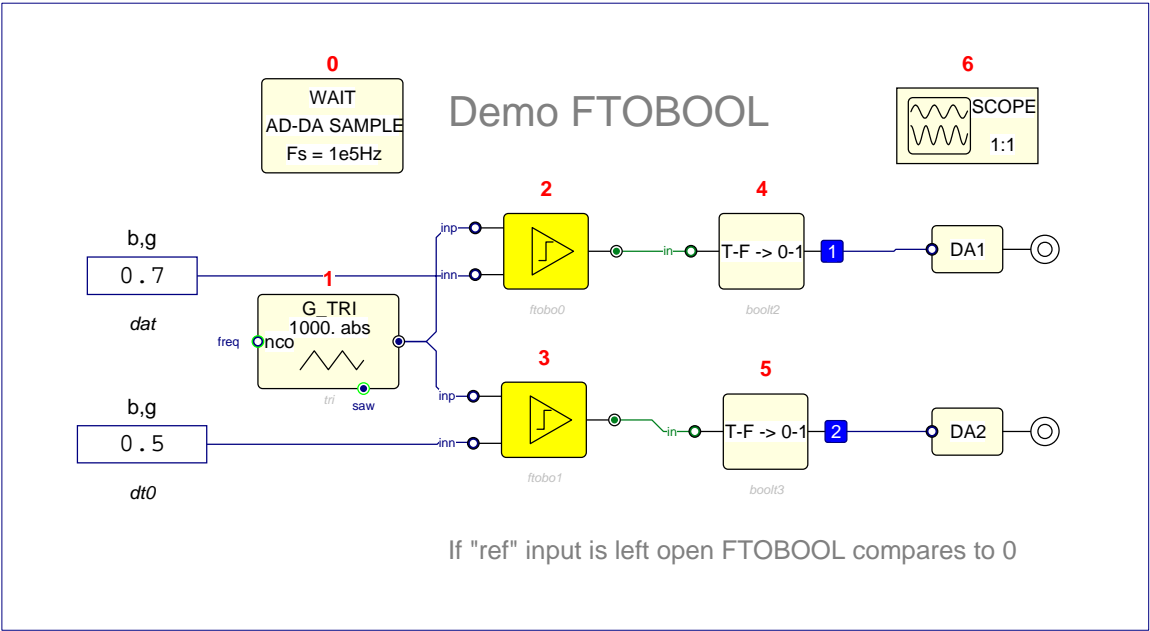 0
6
WAIT
AD-DA SAMPLE
Fs = 1e5Hz
Demo FTOBOOL
SCOPE
1:1
2
4
b,g
0.7
dat
inp
inn
ftobo0
in
T-F -> 0-1
boolt2
1
DA1
1
G_TRI
1000. abs
freq
nco
tri
saw
3
5
b,g
0.5
dt0
inp
inn
ftobo1
in
T-F -> 0-1
boolt3
2
DA2
If "ref" input is left open FTOBOOL compares to 0